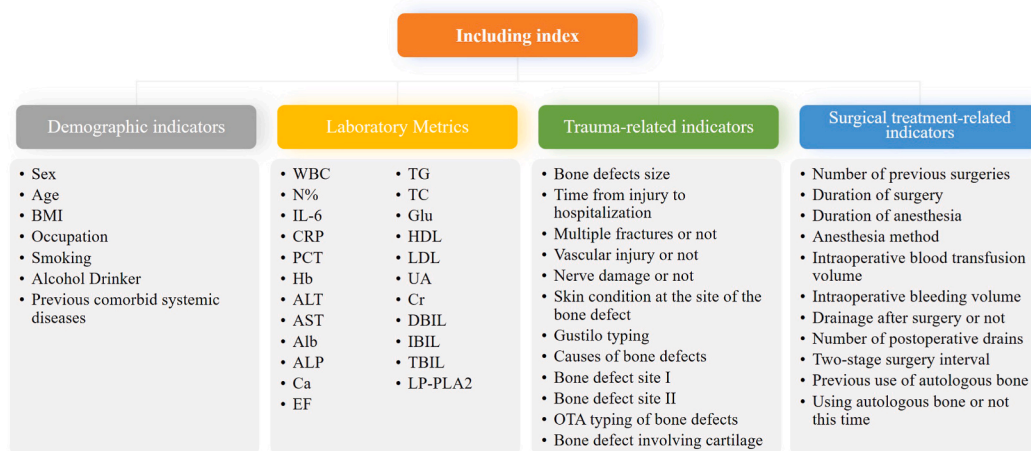 Including index
Demographic indicators
• Sex
• Age
• BMI
• Occupation
• Smoking
• Alcohol Drinker
• Previous comorbid systemic
diseases
Laboratory Metrics
• WBC
• N%
• IL-6
• CRP
• PCT
• Hb
• ALT
• AST
• Alb
• ALP
• Ca
• EF
• TG
• TC
• Glu
• HDL
• LDL
• UA
• Cr
• DBIL
• IBIL
• TBIL
• LP-PLA2
Trauma-related indicators
• Bone defects size
• Time from injury to
hospitalization
• Multiple fractures or not
• Vascular injury or not
• Nerve damage or not
• Skin condition at the site of the
bone defect
• Gustilo typing
• Causes of bone defects
• Bone defect site I
• Bone defect site II
• OTA typing of bone defects
• Bone defect involving cartilage
Surgical treatment-related
indicators
• Number of previous surgeries
• Duration of surgery
• Duration of anesthesia
• Anesthesia method
• Intraoperative blood transfusion
volume
• Intraoperative bleeding volume
• Drainage after surgery or not
• Number of postoperative drains
• Two-stage surgery interval
• Previous use of autologous bone
• Using autologous bone or not
this time